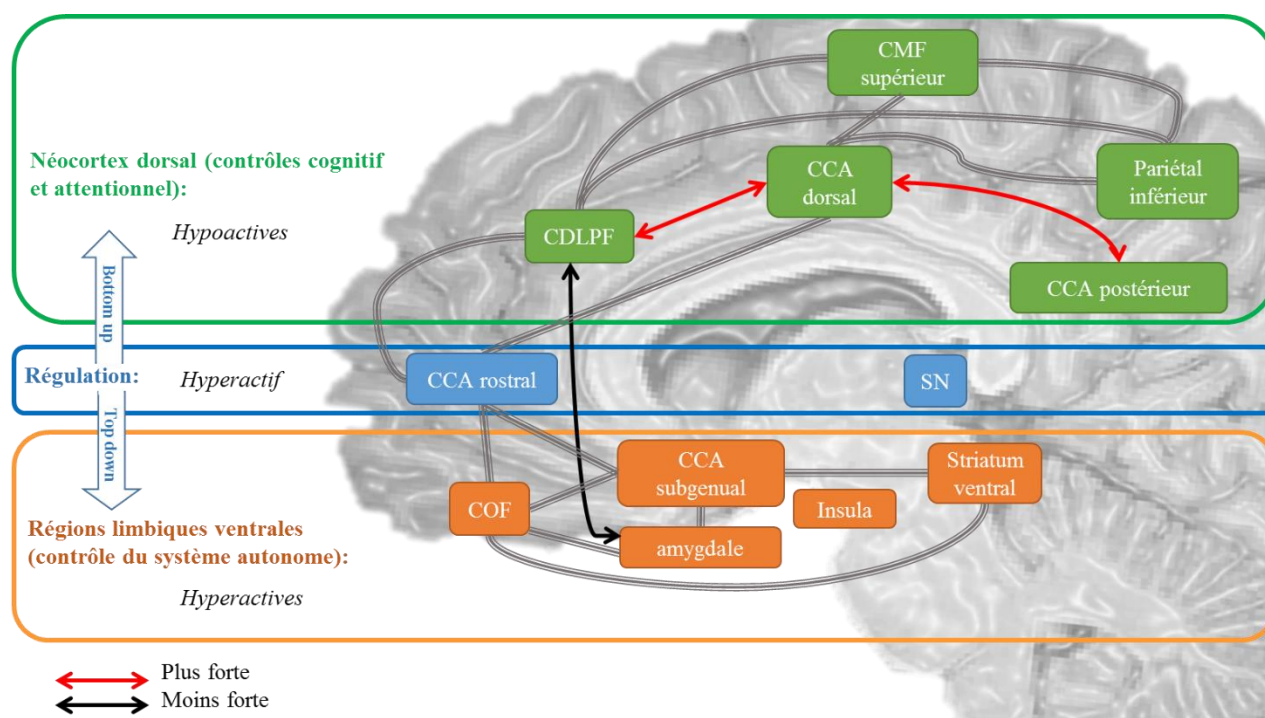 CMF
supérieur
Néocortex dorsal (contrôles cognitif
et attentionnel):
Hypoactives
CCA
dorsal
Pariétal
inférieur
CDLPF
CCA postérieur
Bottom up
Régulation:
Hyperactif
CCA rostral
SN
Top down
CCA
subgenual
Striatum
ventral
COF
Insula
amygdale
Régions limbiques ventrales
(contrôle du système autonome):
Hyperactives
Plus forte
Moins forte